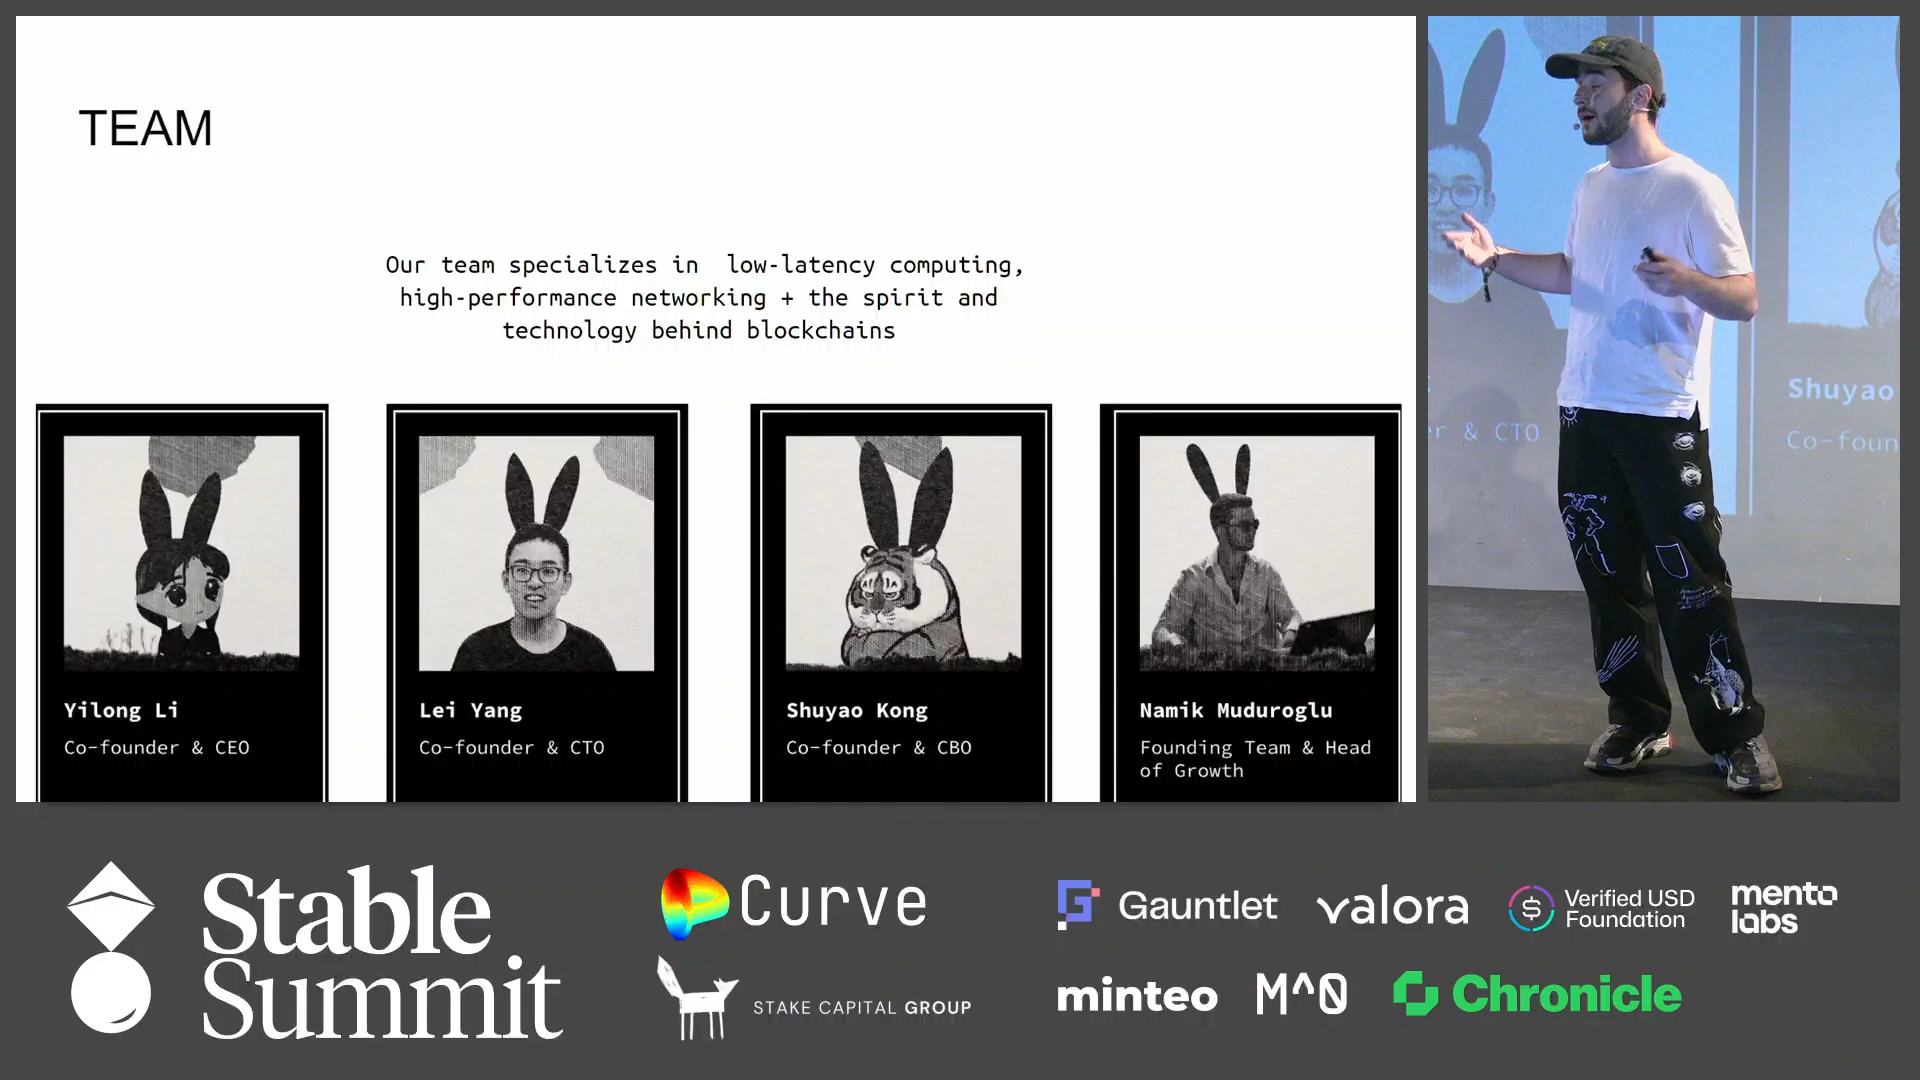 TEAM
Our team specializes in low-latency computing,
high-performance networking + the spirit and
technology behind blockchains
Yilong Li
Co-founder & CEO
Lei Yang
Co-founder & CTO
Shuyao Kong
Co-founder & CBO
Namik Muduroglu
Founding Team & Head
of Growth
r & CTO
Shuyao
Co-foun
Stable
Summit
Curve
STAKE CAPITAL GROUP
Gauntlet
valora
Verified USD
Foundation
mento
labs
minteo
M^0
Chronicle